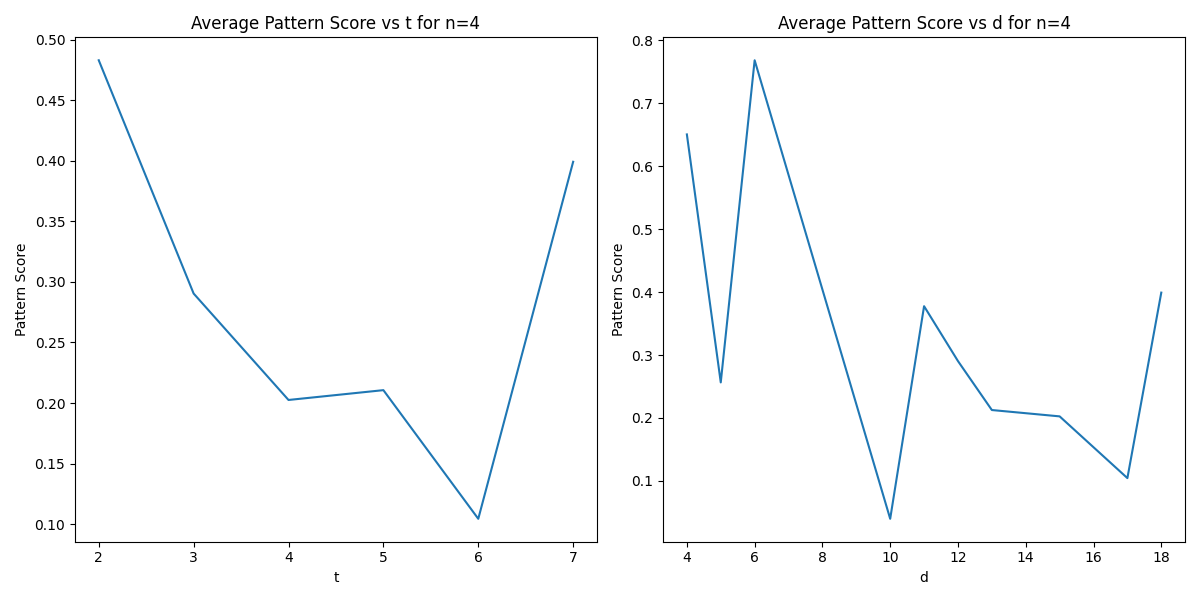 Average Pattern Score vs t for n=4
0.50
0.45
0.40
0.35
0.30
0.25
0.20
0.15
0.10
Pattern Score
2 3 4 5 6 7
t
Average Pattern Score vs d for n=4
0.8
0.7
0.6
0.5
0.4
0.3
0.2
0.1
Pattern Score
4 6 8 10 12 14 16 18
d